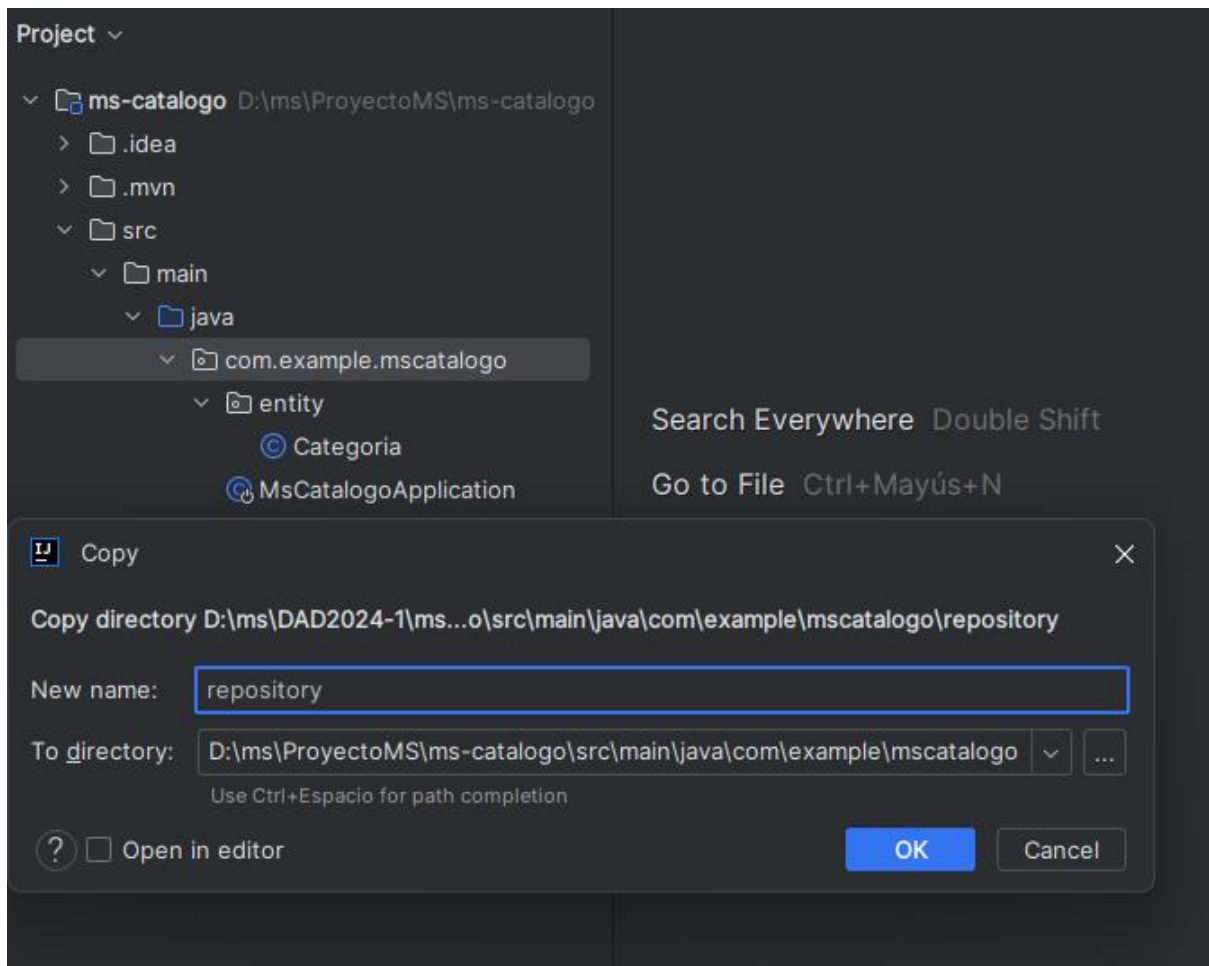 Project
ms-catalogo D:\ms\ProyectoMS\ms-catalogo
.idea
.mvn
src
main
java
com.example.mscatalogo
entity
Categoria
MsCatalogoApplication
Search Everywhere Double Shift
Go to File Ctrl+Mayús+N
Copy
Copy directory D:\ms\DAD2024-1\ms...o\src\main\java\com\example\mscatalogo\repository
New name: repository
To directory: D:\ms\ProyectoMS\ms-catalogo\src\main\java\com\example\mscatalogo ...
Use Ctrl+Espacio for path completion
? Open in editor OK Cancel